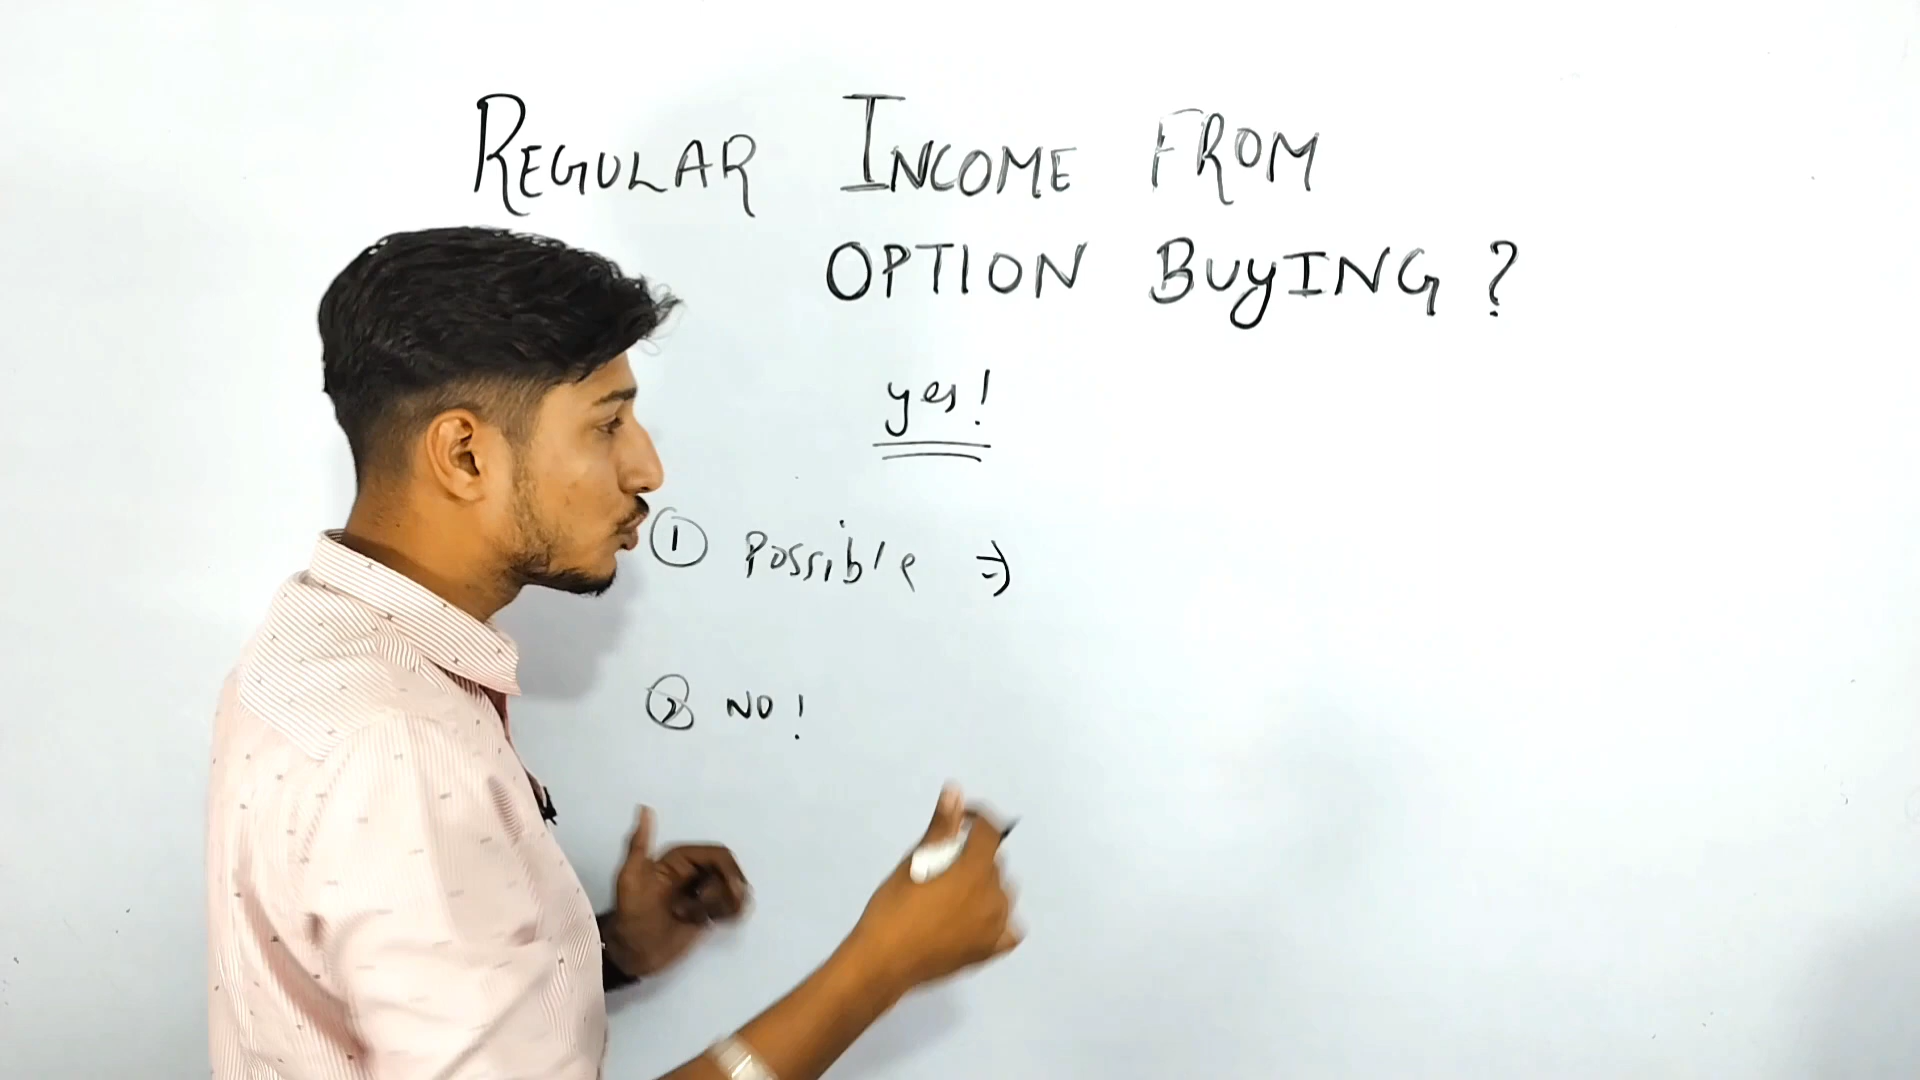 REGULAR INCOME FROM
OPTION BUYING ?
yes!
① Possible ⇒
② NO !